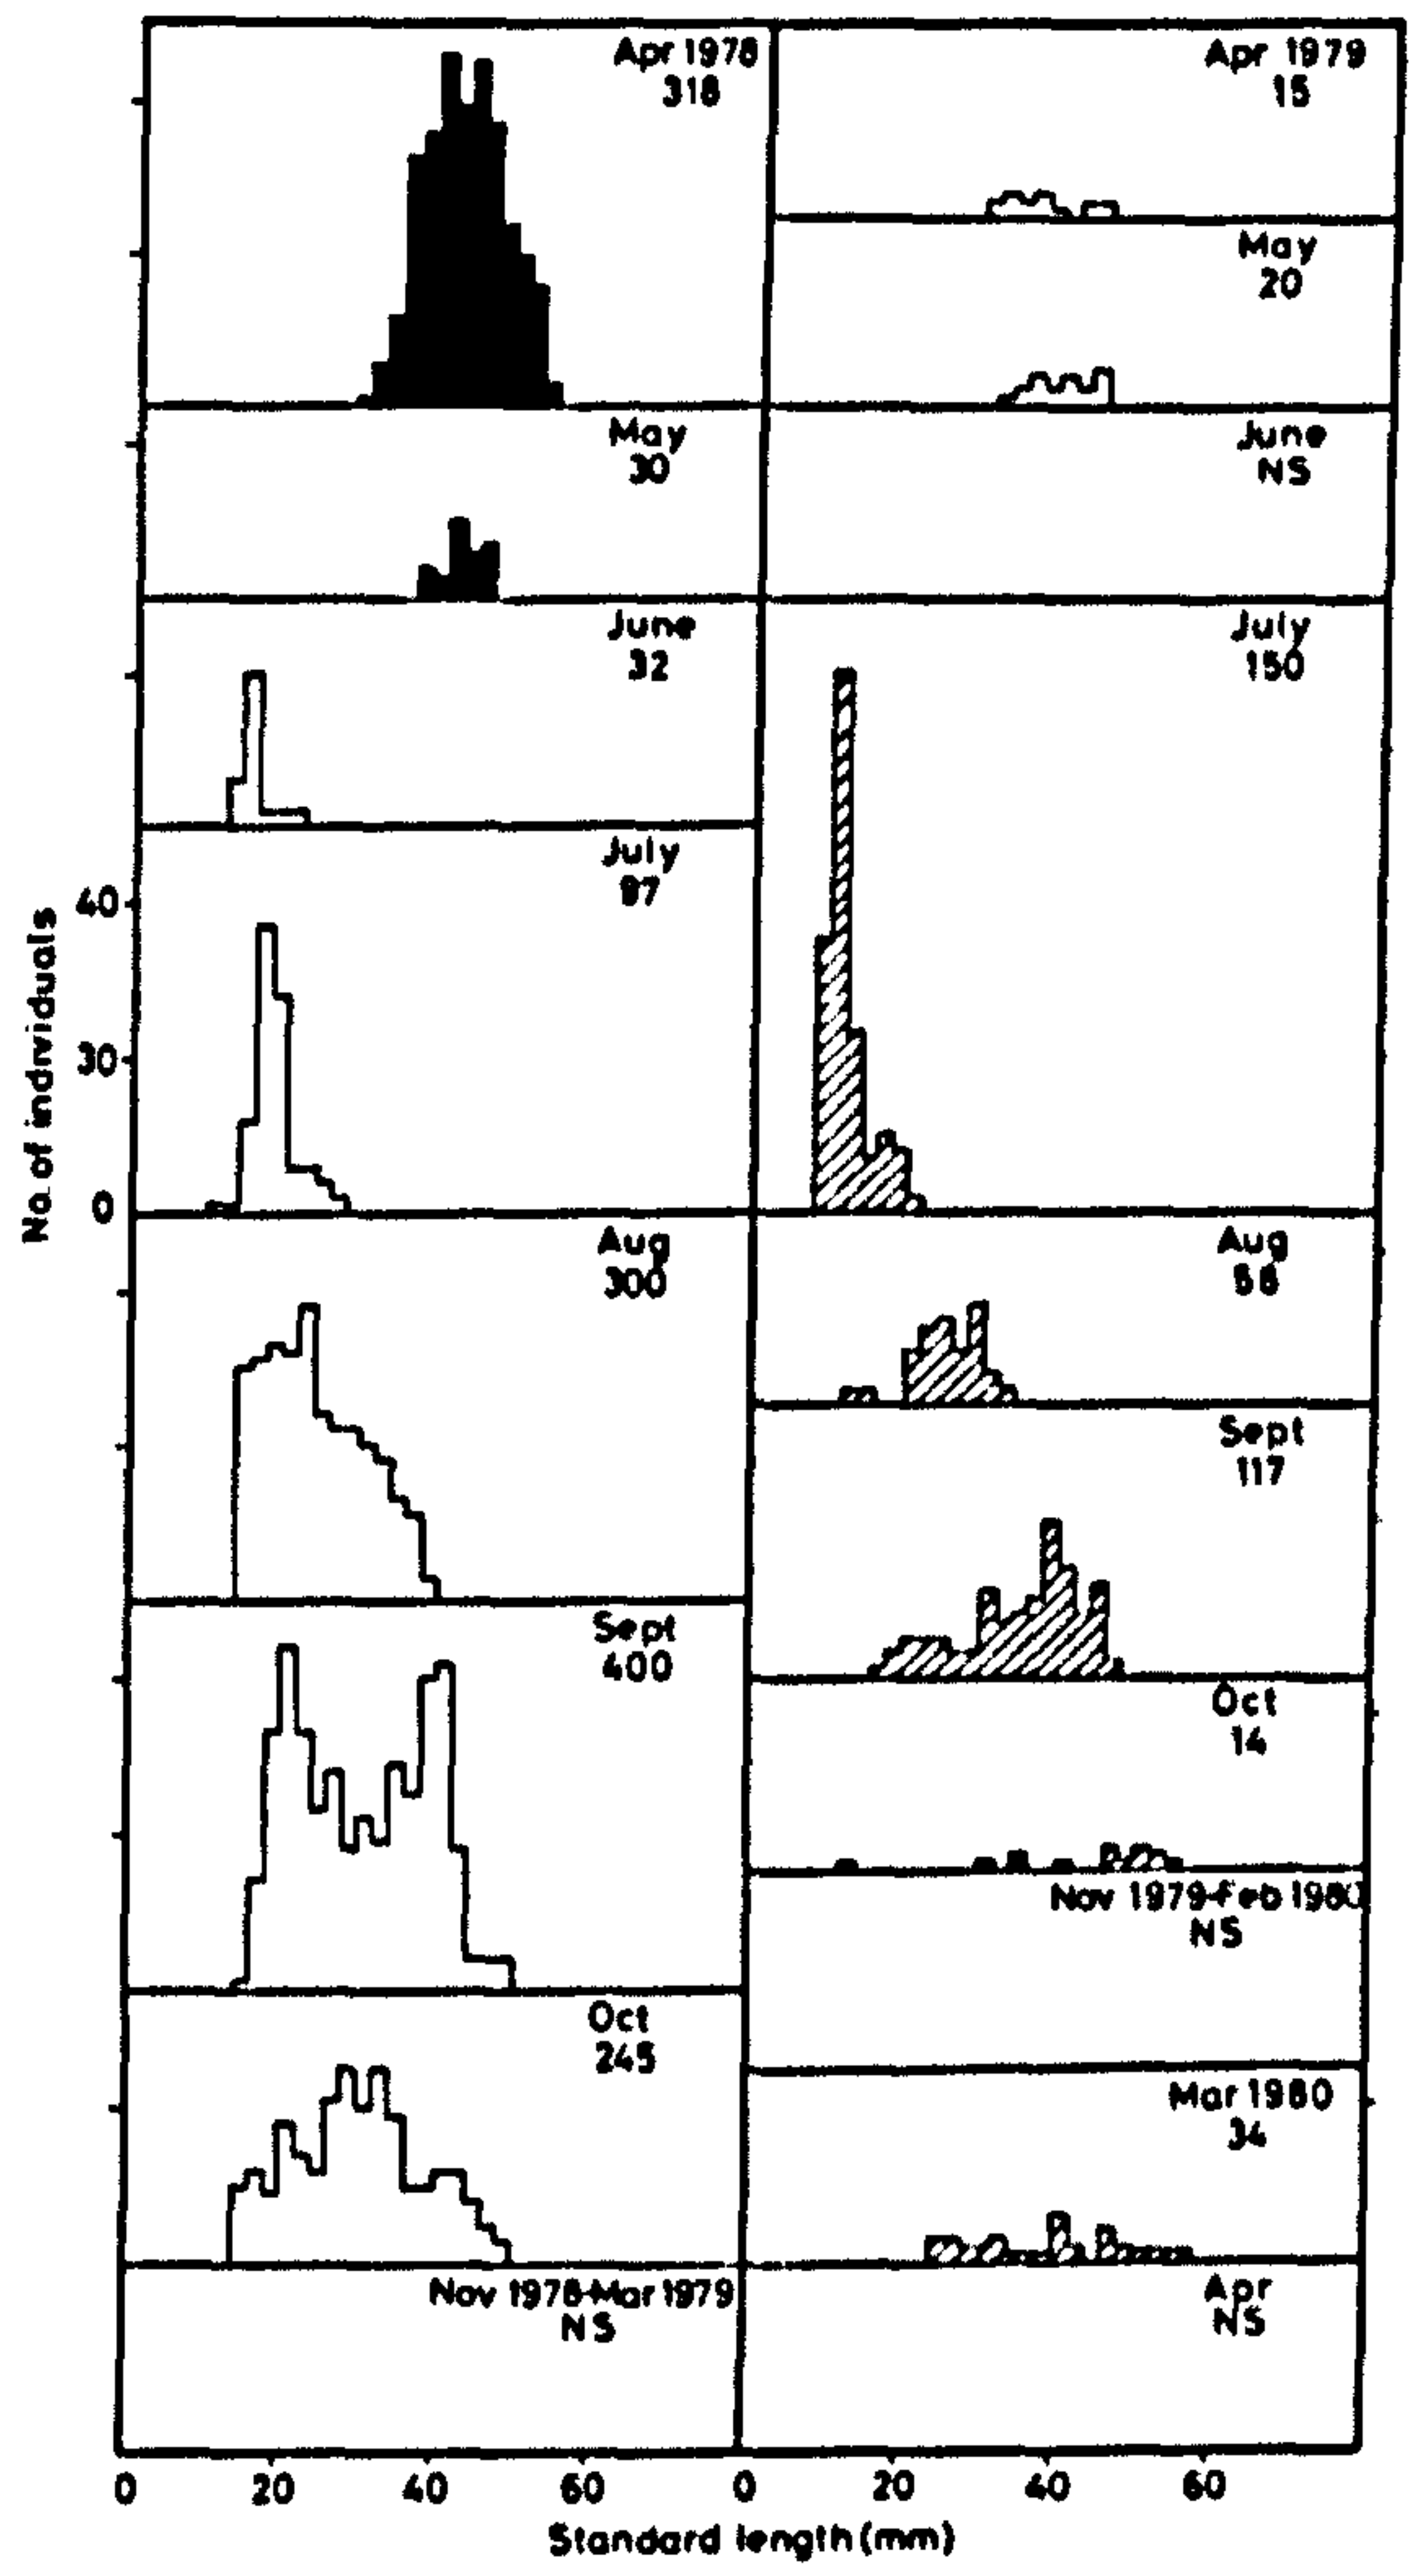 Apr 1978
318
May
30
June
32
July
97
Aug
300
Sept
400
Oct
245
Nov 1978-Mar 1979
NS
Apr 1979
15
May
20
June
NS
July
150
Aug
Sept
117
Oct
14
Nov 1979-Feb 1980
NS
Mar 1980
34
Apr
NS
No. of individuals
40
30
0
0 20 40 60 0 20 40 60
Standard length (mm)